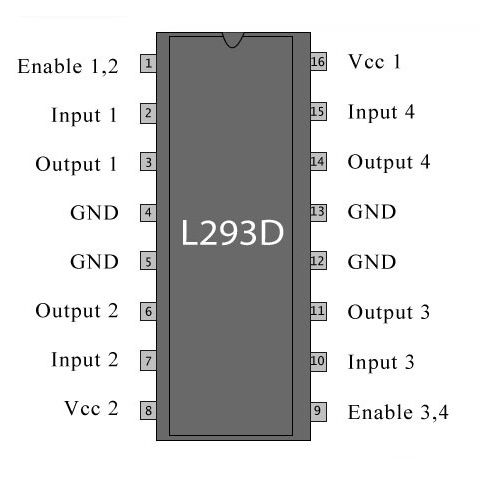 Enable 1,2 1 16 Vcc 1
Input 1 2 15 Input 4
Output 1 3 14 Output 4
GND 4 13 GND
L293D
GND 5 12 GND
Output 2 6 11 Output 3
Input 2 7 10 Input 3
Vcc 2 8 9 Enable 3,4